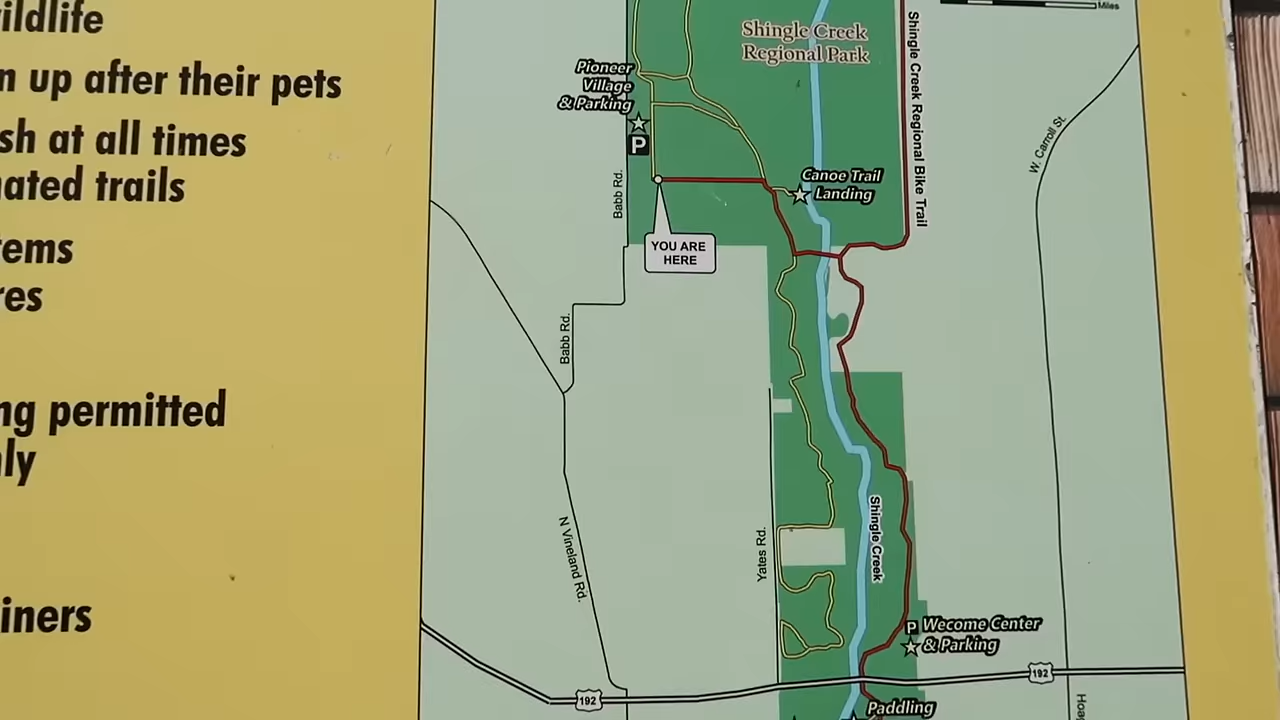 ildlife
n up after their pets
sh at all times
ated trails
tems
res
ng permitted
ly
iners
Miles
Shingle Creek
Regional Park
Pioneer
Village
& Parking
P
Babb Rd.
Canoe Trail
Landing
Shingle Creek Regional Bike Trail
W. Carroll St.
YOU ARE
HERE
Babb Rd.
N Vineland Rd.
Yates Rd.
Shingle Creek
P Wecome Center
& Parking
192
192
Paddling
Hoa